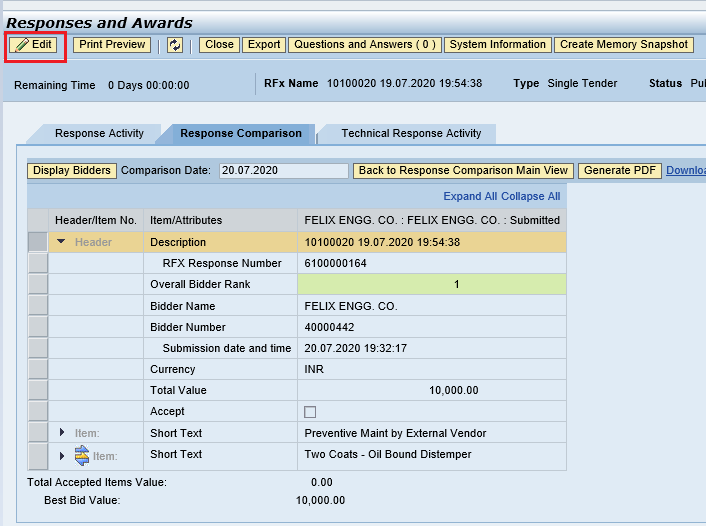 Responses and Awards
Edit Print Preview Close Export Questions and Answers ( 0 ) System Information Create Memory Snapshot
Remaining Time 0 Days 00:00:00 RFx Name 10100020 19.07.2020 19:54:38 Type Single Tender Status Pu
Response Activity Response Comparison Technical Response Activity
Display Bidders Comparison Date: 20.07.2020 Back to Response Comparison Main View Generate PDF Downloa
Expand All Collapse All
Header/Item No. Item/Attributes FELIX ENGG. CO. : FELIX ENGG. CO. : Submitted
Header Description 10100020 19.07.2020 19:54:38
RFX Response Number 6100000164
Overall Bidder Rank 1
Bidder Name FELIX ENGG. CO.
Bidder Number 40000442
Submission date and time 20.07.2020 19:32:17
Currency INR
Total Value 10,000.00
Accept
Item: Short Text Preventive Maint by External Vendor
Item: Short Text Two Coats - Oil Bound Distemper
Total Accepted Items Value: 0.00
Best Bid Value: 10,000.00